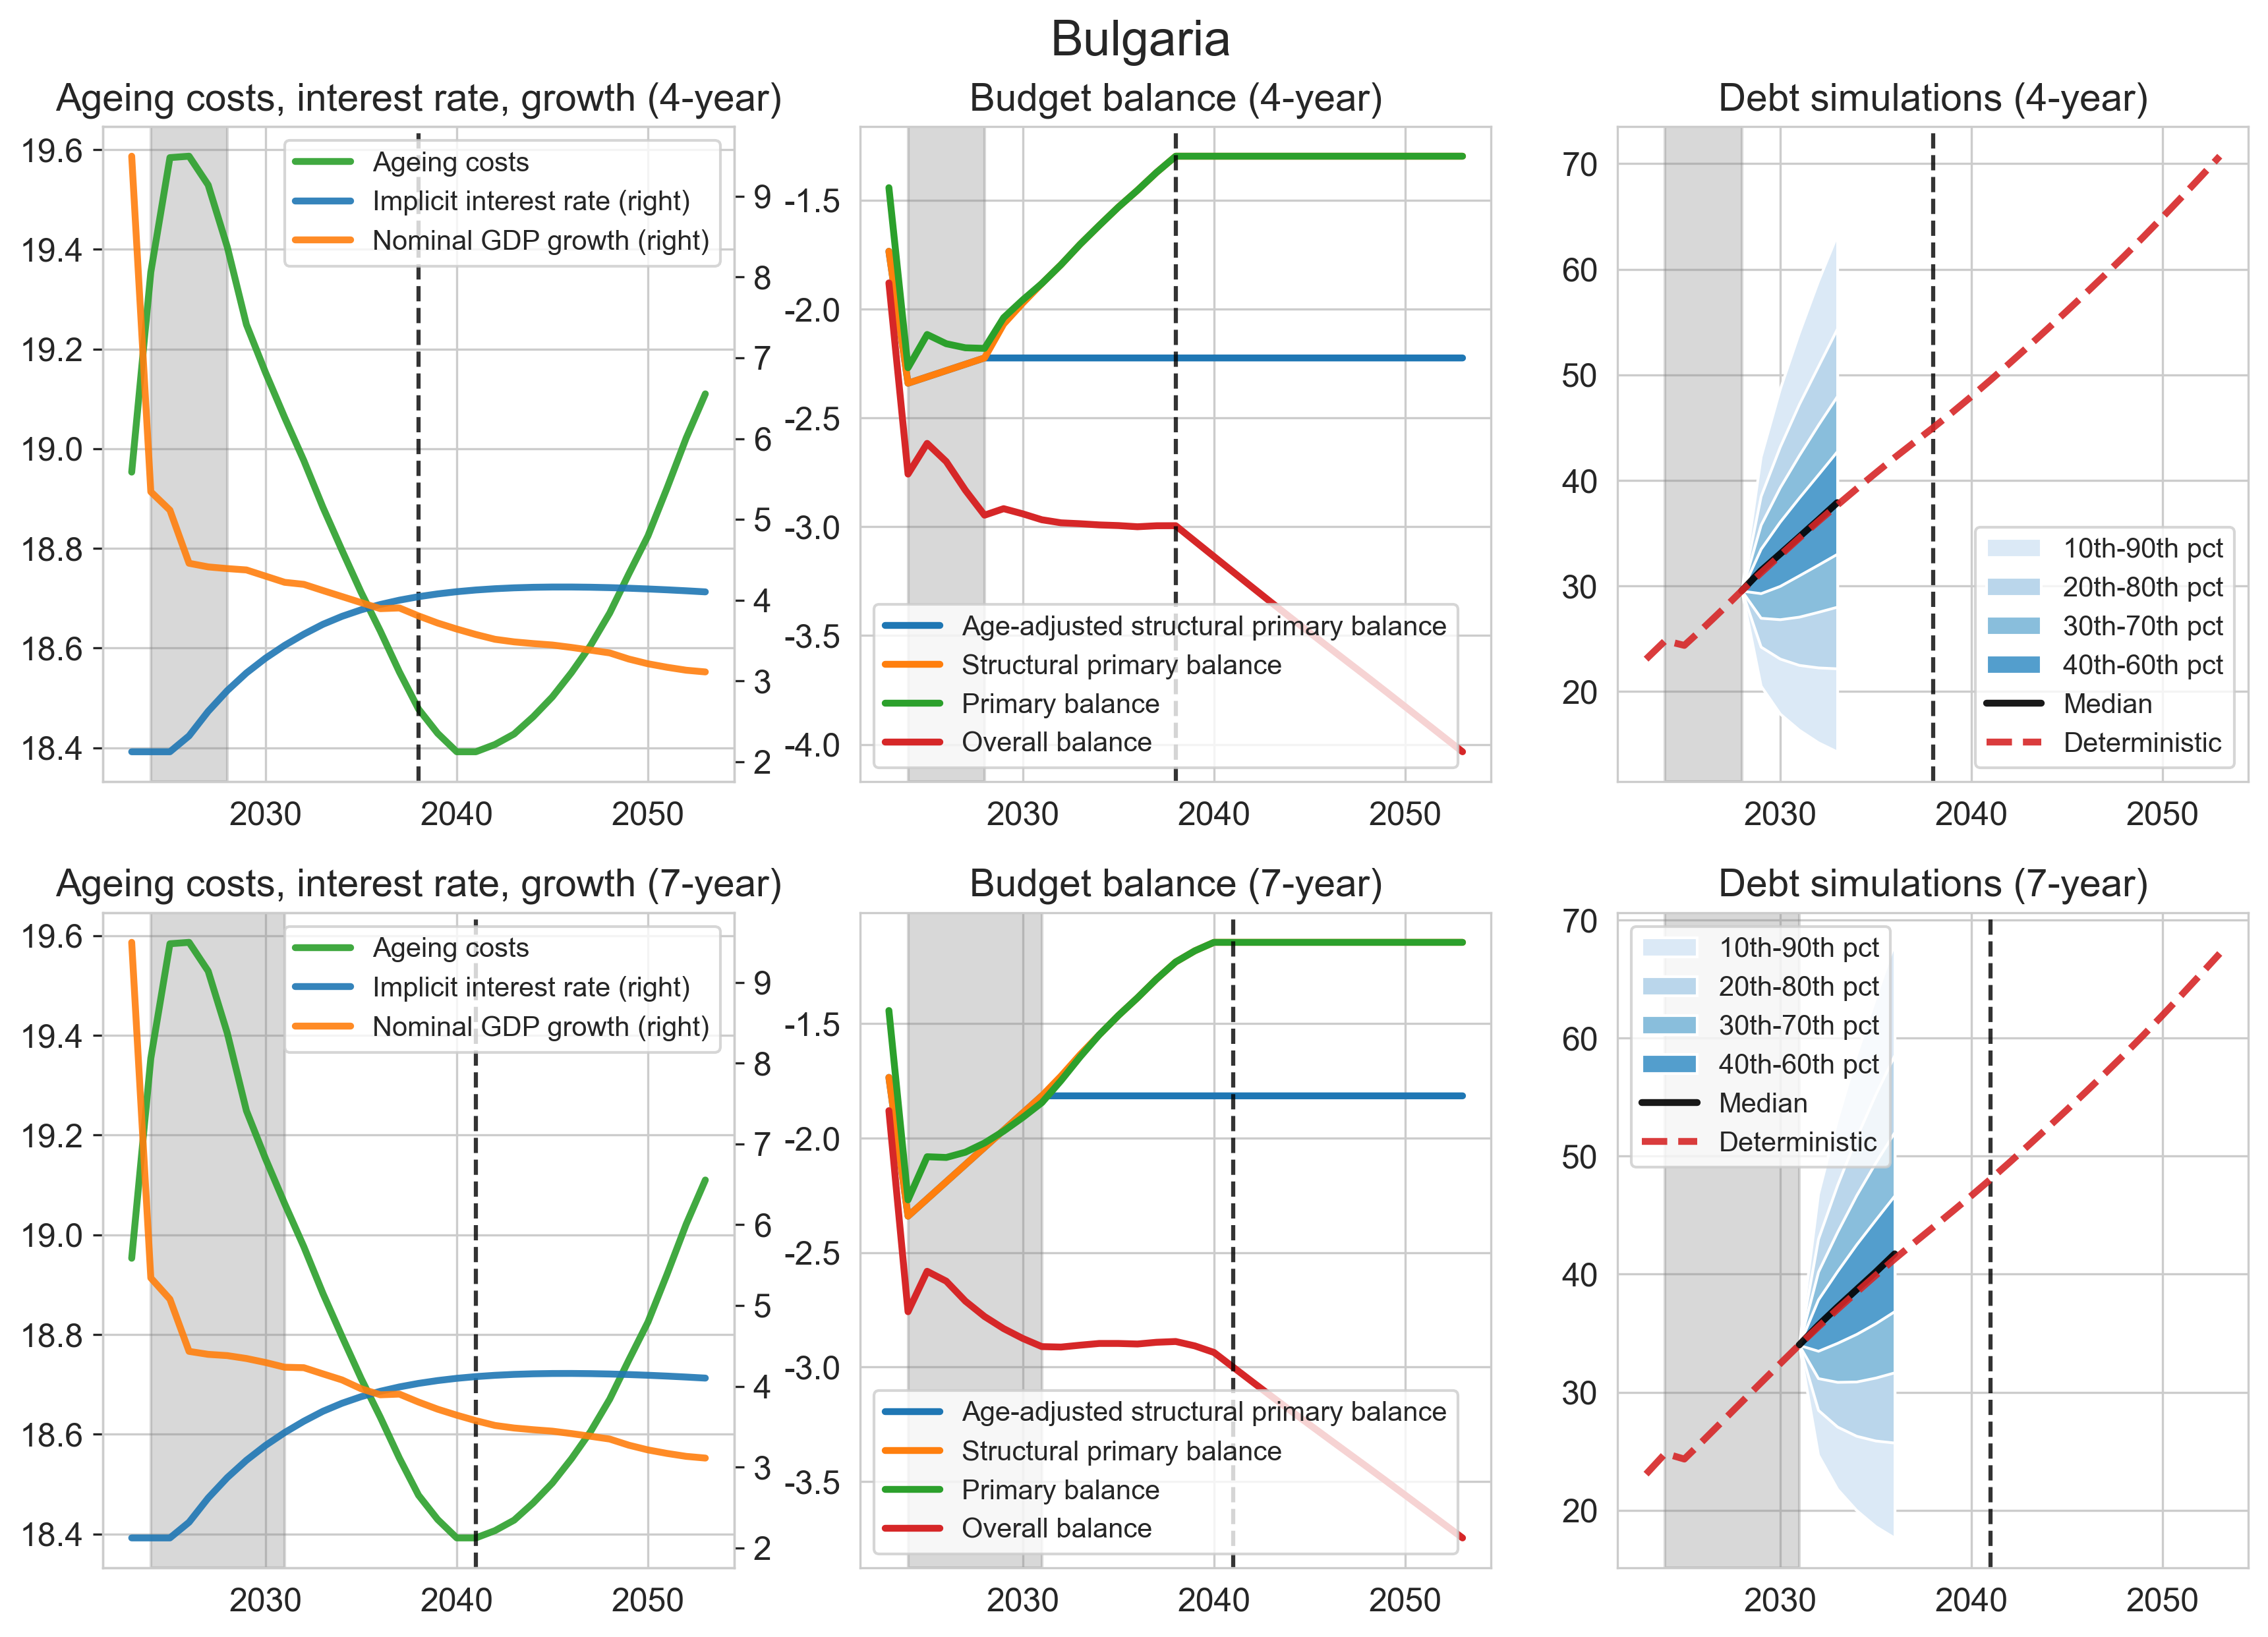 Bulgaria
Ageing costs, interest rate, growth (4-year)
19.6
19.4
19.2
19.0
18.8
18.6
18.4
9
8
7
6
5
4
3
2
2030
2040
2050
Ageing costs
Implicit interest rate (right)
Nominal GDP growth (right)
Budget balance (4-year)
-1.5
-2.0
-2.5
-3.0
-3.5
-4.0
2030
2040
2050
Age-adjusted structural primary balance
Structural primary balance
Primary balance
Overall balance
Debt simulations (4-year)
70
60
50
40
30
20
2030
2040
2050
10th-90th pct
20th-80th pct
30th-70th pct
40th-60th pct
Median
Deterministic
Ageing costs, interest rate, growth (7-year)
19.6
19.4
19.2
19.0
18.8
18.6
18.4
9
8
7
6
5
4
3
2
2030
2040
2050
Ageing costs
Implicit interest rate (right)
Nominal GDP growth (right)
Budget balance (7-year)
-1.5
-2.0
-2.5
-3.0
-3.5
2030
2040
2050
Age-adjusted structural primary balance
Structural primary balance
Primary balance
Overall balance
Debt simulations (7-year)
70
60
50
40
30
20
2030
2040
2050
10th-90th pct
20th-80th pct
30th-70th pct
40th-60th pct
Median
Deterministic